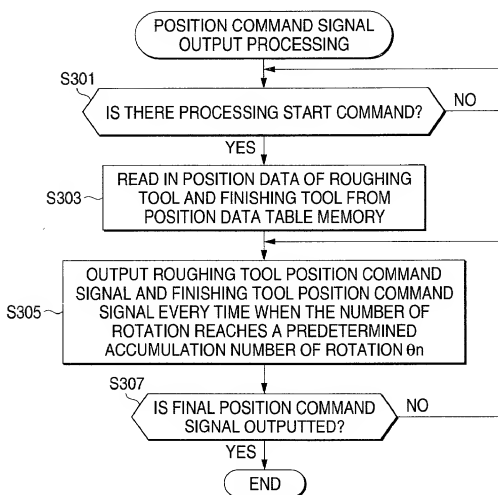 POSITION COMMAND SIGNAL
OUTPUT PROCESSING
S301
IS THERE PROCESSING START COMMAND?
NO
YES
S303
READ IN POSITION DATA OF ROUGHING
TOOL AND FINISHING TOOL FROM
POSITION DATA TABLE MEMORY
S305
OUTPUT ROUGHING TOOL POSITION COMMAND
SIGNAL AND FINISHING TOOL POSITION COMMAND
SIGNAL EVERY TIME WHEN THE NUMBER OF
ROTATION REACHES A PREDETERMINED
ACCUMULATION NUMBER OF ROTATION θn
S307
IS FINAL POSITION COMMAND
SIGNAL OUTPUTTED?
NO
YES
END